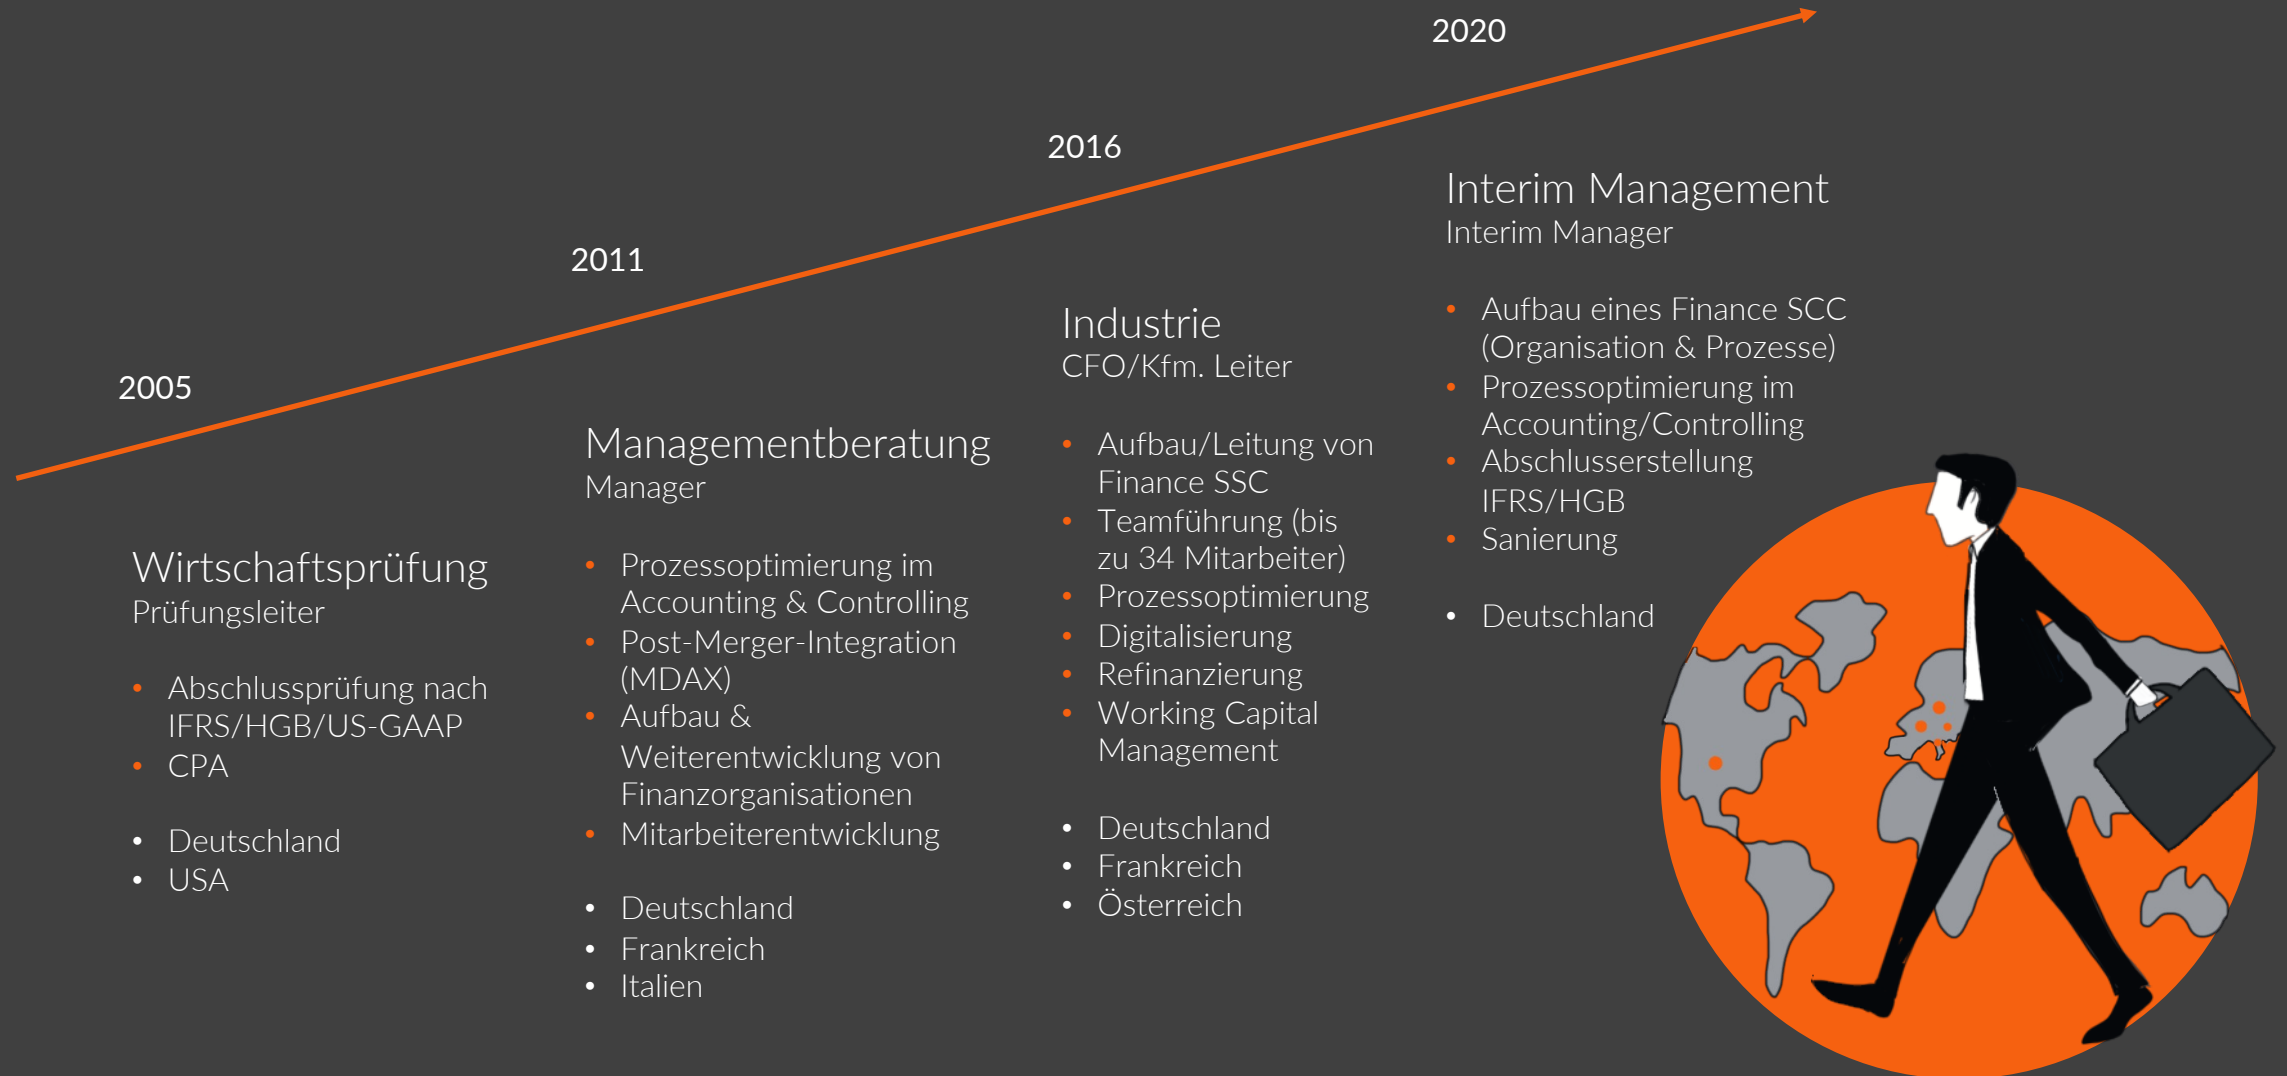 2005
Wirtschaftsprüfung
Prüfungsleiter
• Abschlussprüfung nach
IFRS/HGB/US-GAAP
• CPA
• Deutschland
• USA
2011
Managementberatung
Manager
• Prozessoptimierung im
Accounting & Controlling
• Post-Merger-Integration
(MDAX)
• Aufbau &
Weiterentwicklung von
Finanzorganisationen
• Mitarbeiterentwicklung
• Deutschland
• Frankreich
• Italien
2016
Industrie
CFO/Kfm. Leiter
• Aufbau/Leitung von
Finance SSC
• Teamführung (bis
zu 34 Mitarbeiter)
• Prozessoptimierung
• Digitalisierung
• Refinanzierung
• Working Capital
Management
• Deutschland
• Frankreich
• Österreich
2020
Interim Management
Interim Manager
• Aufbau eines Finance SCC
(Organisation & Prozesse)
• Prozessoptimierung im
Accounting/Controlling
• Abschlusserstellung
IFRS/HGB
• Sanierung
• Deutschland